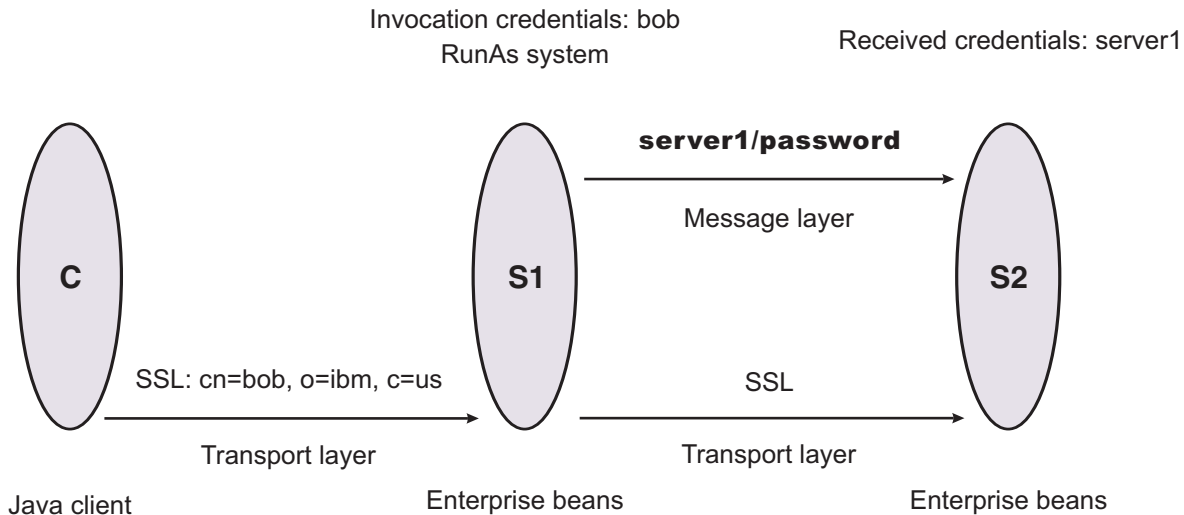 Invocation credentials: bob
RunAs system
Received credentials: server1
server1/password
Message layer
C
S1
S2
SSL: cn=bob, o=ibm, c=us
SSL
Transport layer
Transport layer
Java client
Enterprise beans
Enterprise beans